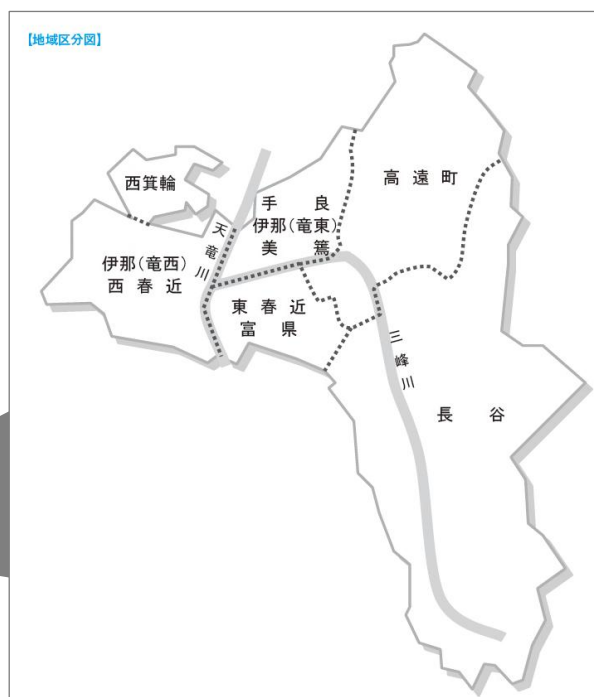 【地域区分図】
西箕輪
高遠町
手良
伊那(竜東)
美篶
天竜川
伊那(竜西)
西春近
東春近
富県
三峰川
長谷